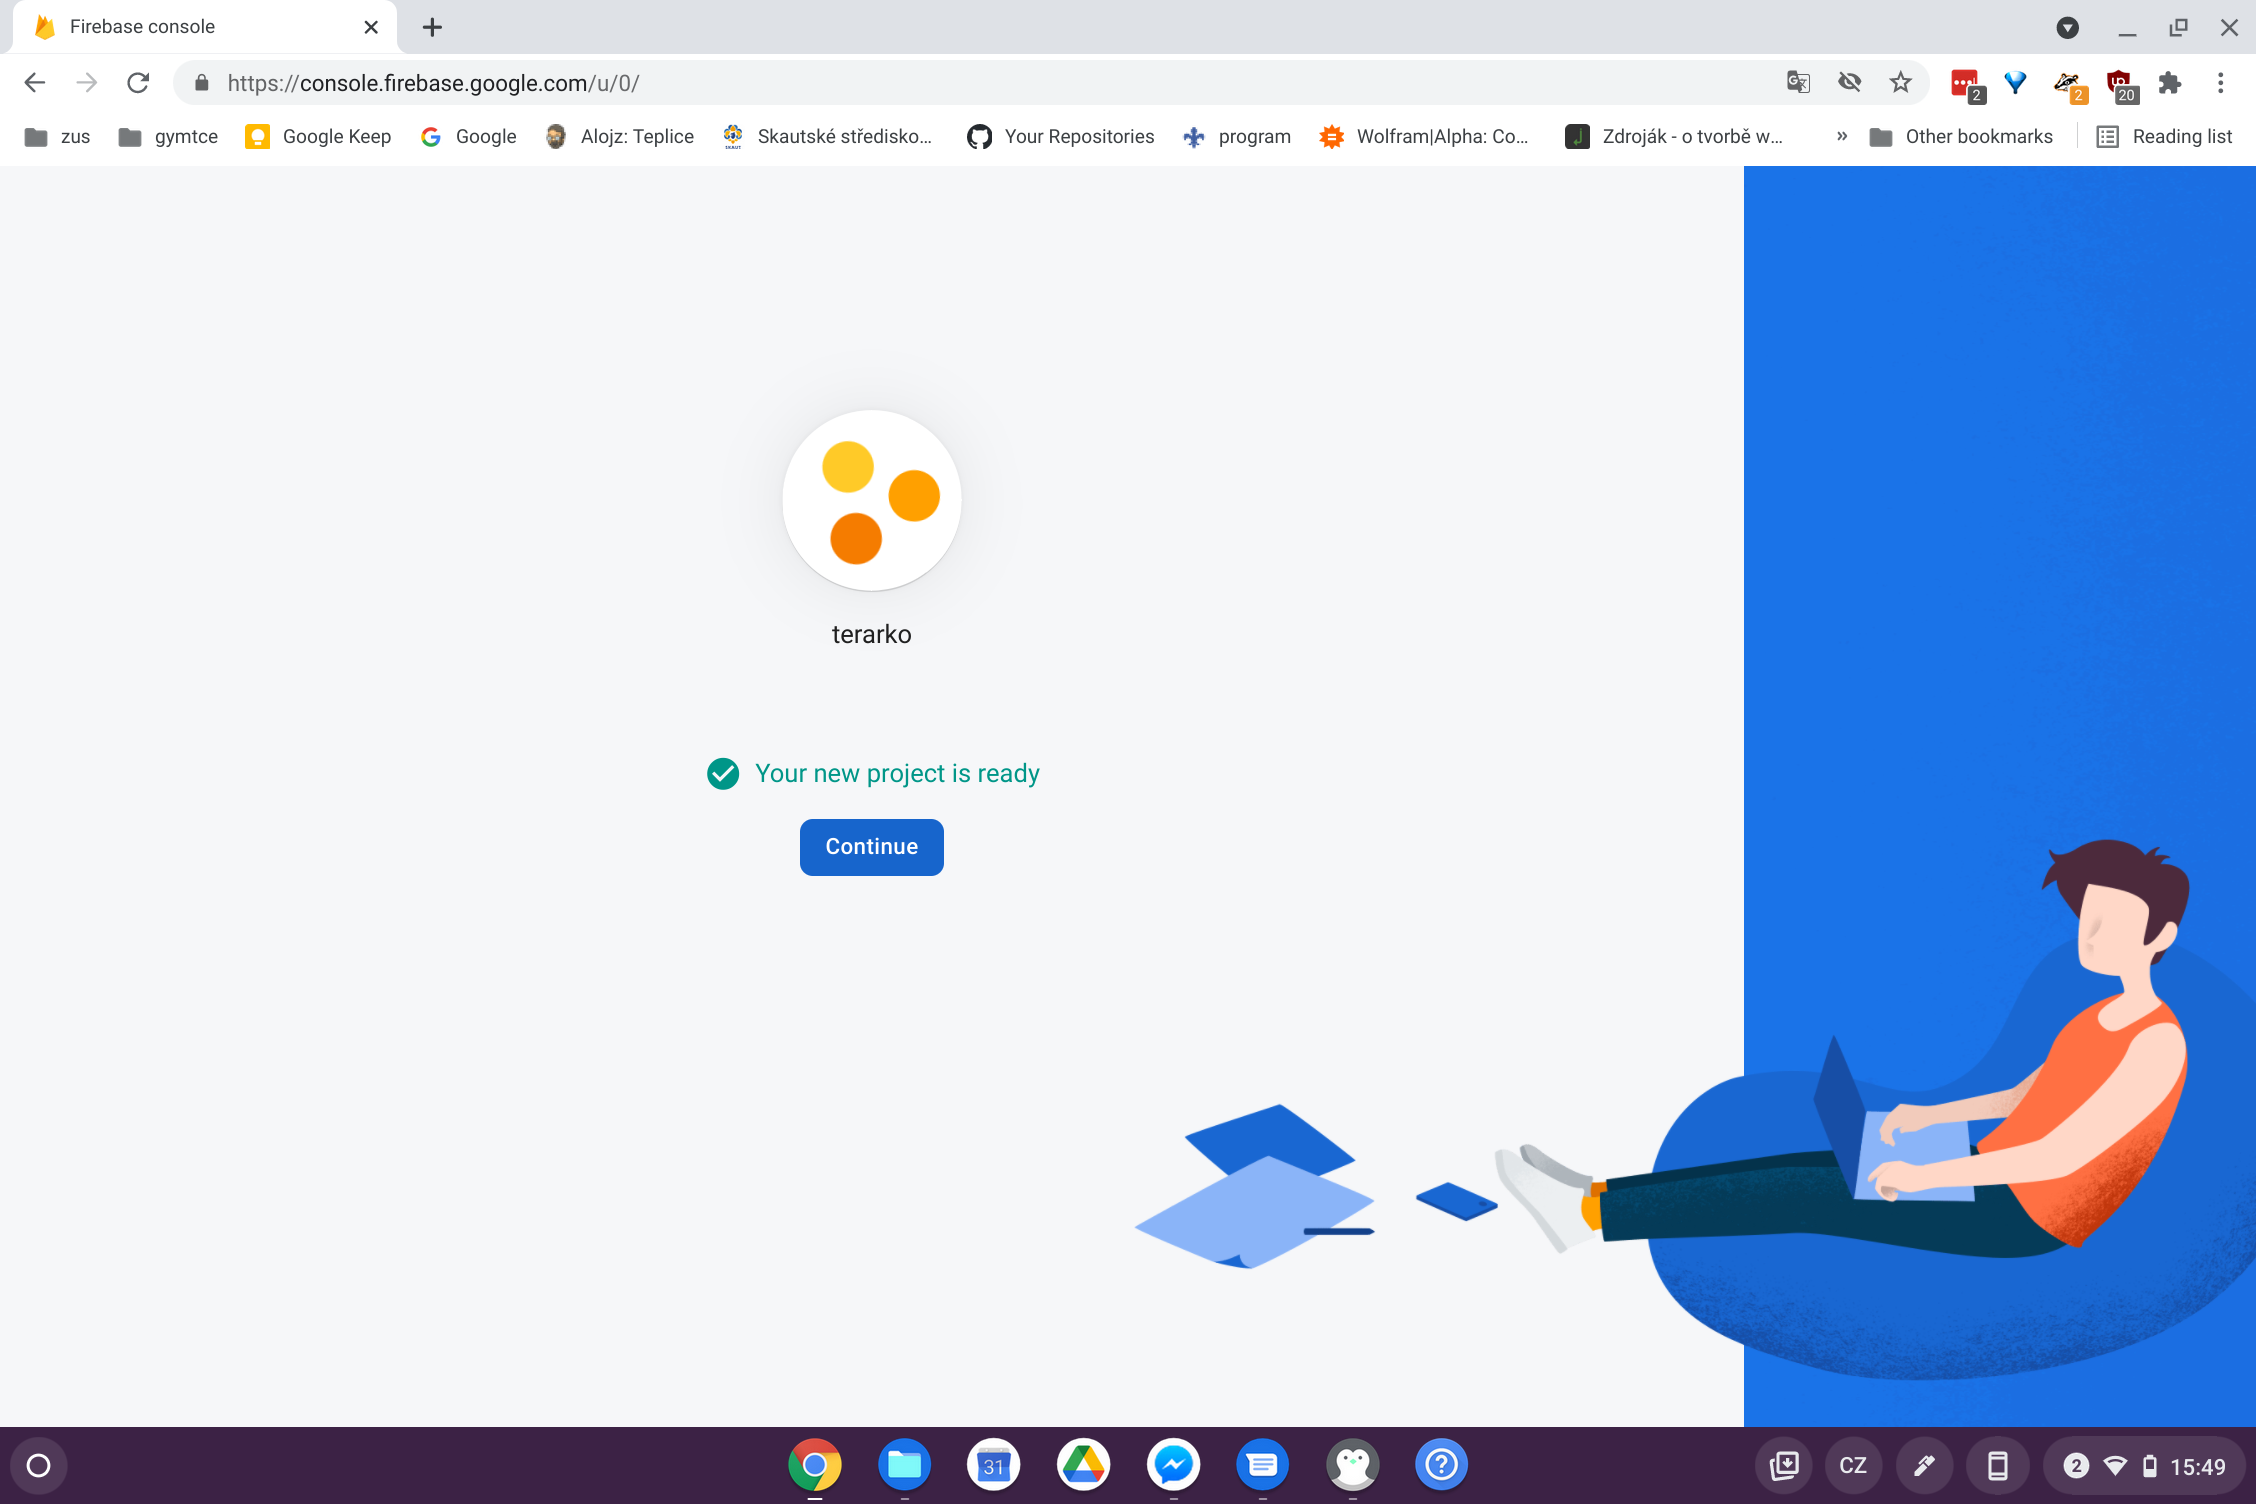 Firebase console
https://console.firebase.google.com/u/0/
2
2
20
zus
gymtce
Google Keep
Google
Alojz: Teplice
Skautské středisko...
Your Repositories
program
Wolfram|Alpha: Co...
Zdroják - o tvorbě w...
»
Other bookmarks
Reading list
terarko
Your new project is ready
Continue
31
CZ
2
15:49